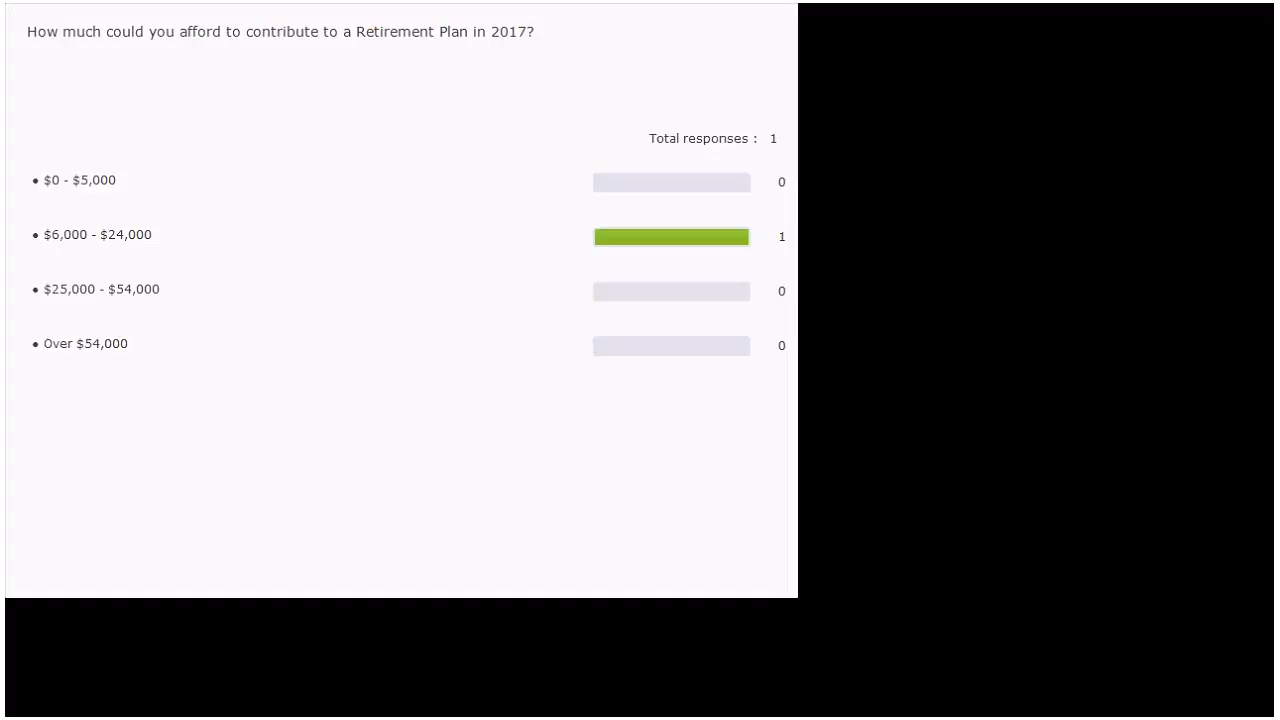 How much could you afford to contribute to a Retirement Plan in 2017?
Total responses : 1
• $0 - $5,000 0
• $6,000 - $24,000 1
• $25,000 - $54,000 0
• Over $54,000 0